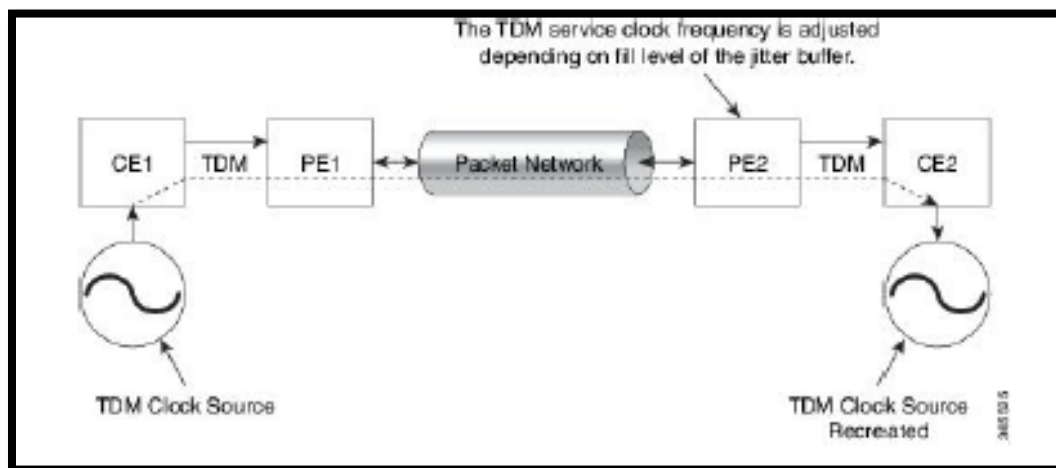 The TDM service clock frequency is adjusted
depending on fill level of the jitter buffer.
CE1
TDM
PE1
Packet Network
PE2
TDM
CE2
TDM Clock Source
TDM Clock Source
Recreated